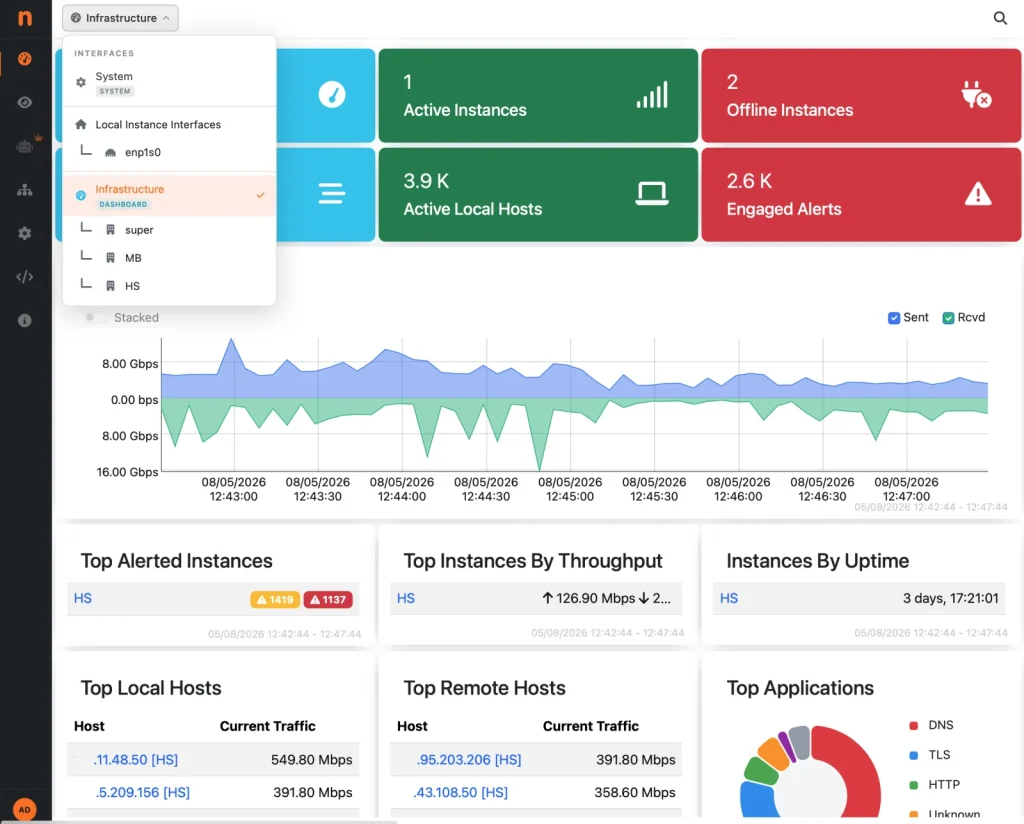 n
Infrastructure
INTERFACES
System
SYSTEM
Local Instance Interfaces
enp1s0
Infrastructure
DASHBOARD
super
MB
HS
1
Active Instances
2
Offline Instances
3.9 K
Active Local Hosts
2.6 K
Engaged Alerts
Stacked
Sent
Rcvd
8.00 Gbps
0.00 bps
8.00 Gbps
16.00 Gbps
08/05/2026 08/05/2026 08/05/2026 08/05/2026 08/05/2026 08/05/2026 08/05/2026 08/05/2026 08/05/2026
12:43:00 12:43:30 12:44:00 12:44:30 12:45:00 12:45:30 12:46:00 12:46:30 12:47:00
05/08/2026 12:42:44 - 12:47:44
Top Alerted Instances
HS 1419 1137
05/08/2026 12:42:44 - 12:47:44
Top Instances By Throughput
HS ↑ 126.90 Mbps ↓ 2...
05/08/2026 12:42:44 - 12:47:44
Instances By Uptime
HS 3 days, 17:21:01
05/08/2026 12:42:44 - 12:47:44
Top Local Hosts
Host Current Traffic
.11.48.50 [HS] 549.80 Mbps
.5.209.156 [HS] 391.80 Mbps
Top Remote Hosts
Host Current Traffic
.95.203.206 [HS] 391.80 Mbps
.43.108.50 [HS] 358.60 Mbps
Top Applications
DNS
TLS
HTTP
Unknown
AD